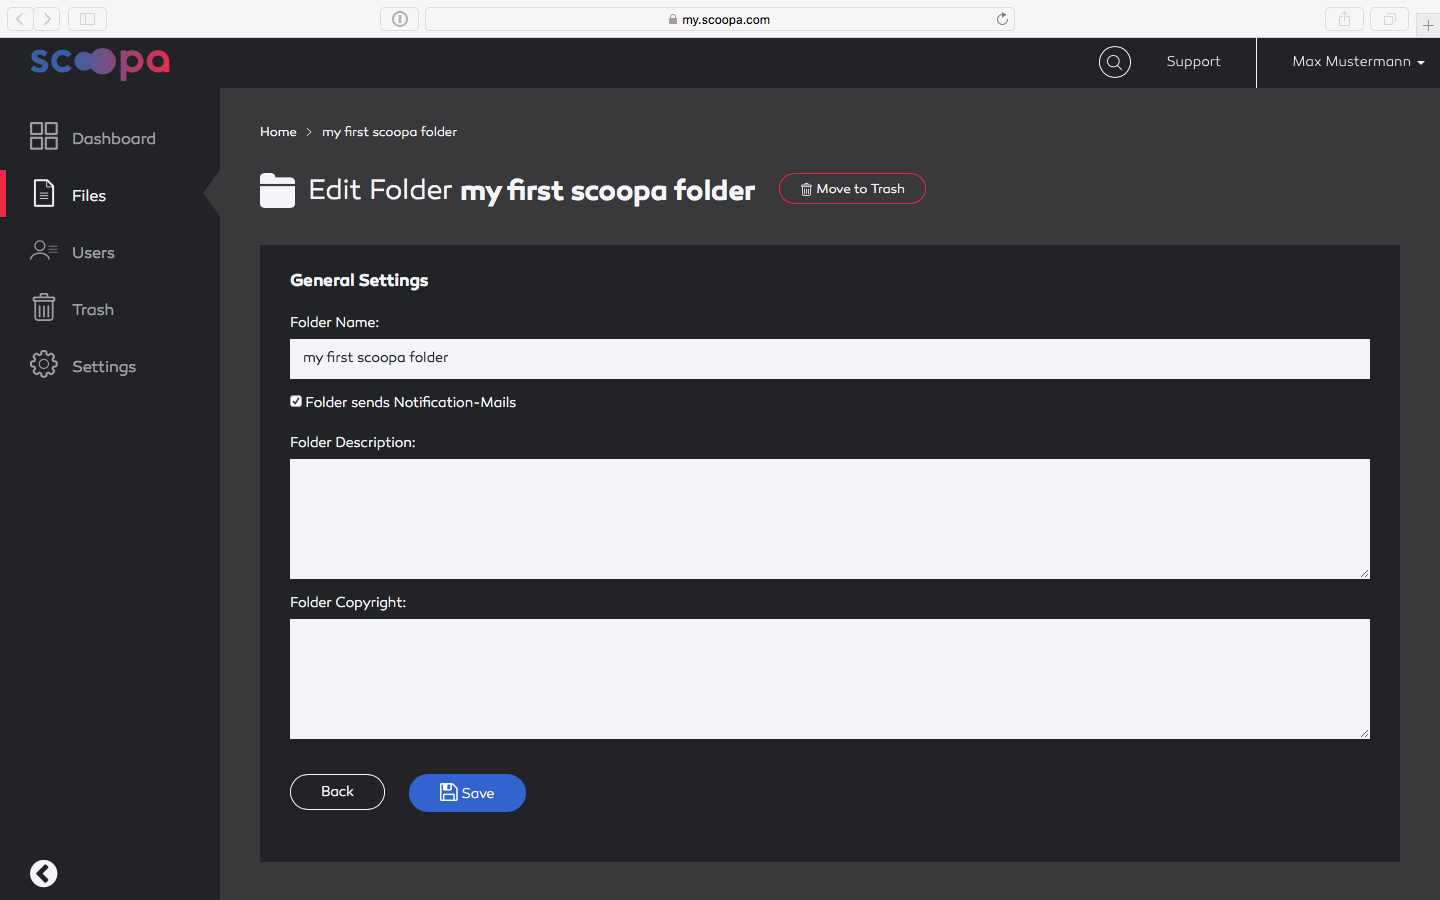 my.scoopa.com
scoopa
Support
Max Mustermann
Dashboard
Files
Users
Trash
Settings
Home > my first scoopa folder
Edit Folder my first scoopa folder
Move to Trash
General Settings
Folder Name:
my first scoopa folder
Folder sends Notification-Mails
Folder Description:
Folder Copyright:
Back
Save